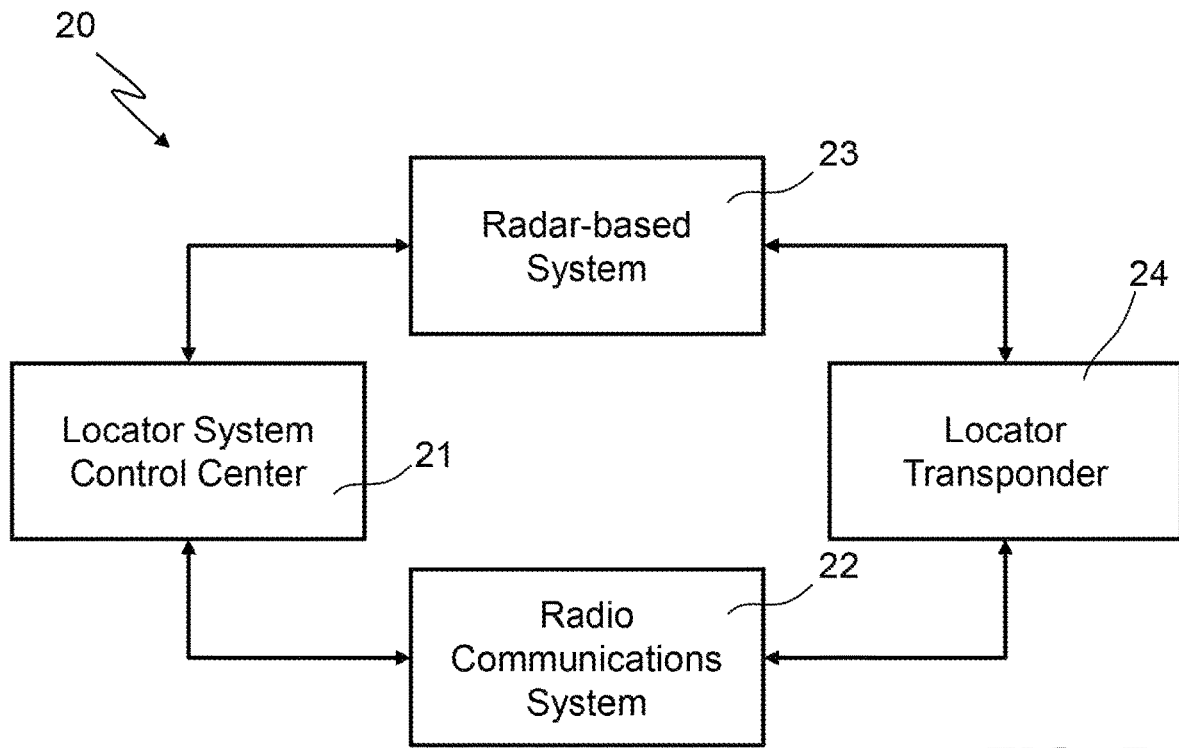 20
23
Radar-based
System
24
Locator System
Control Center
21
Locator
Transponder
22
Radio
Communications
System